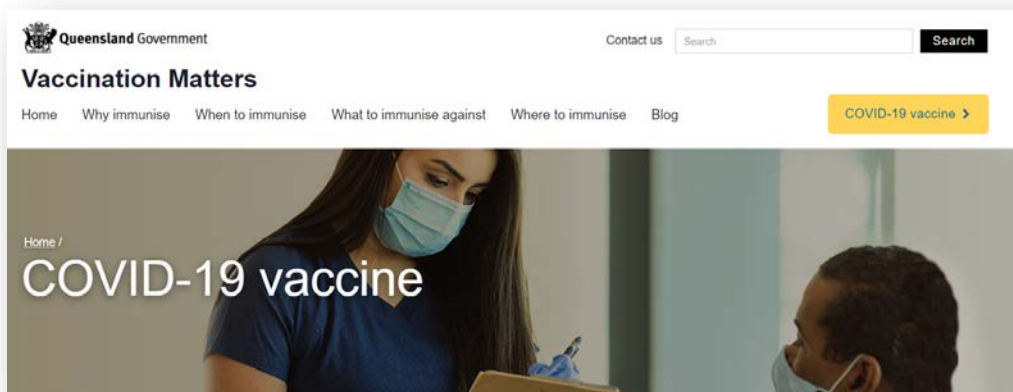 Queensland Government
Contact us
Search
Search
Vaccination Matters
Home
Why immunise
When to immunise
What to immunise against
Where to immunise
Blog
COVID-19 vaccine
Home /
COVID-19 vaccine